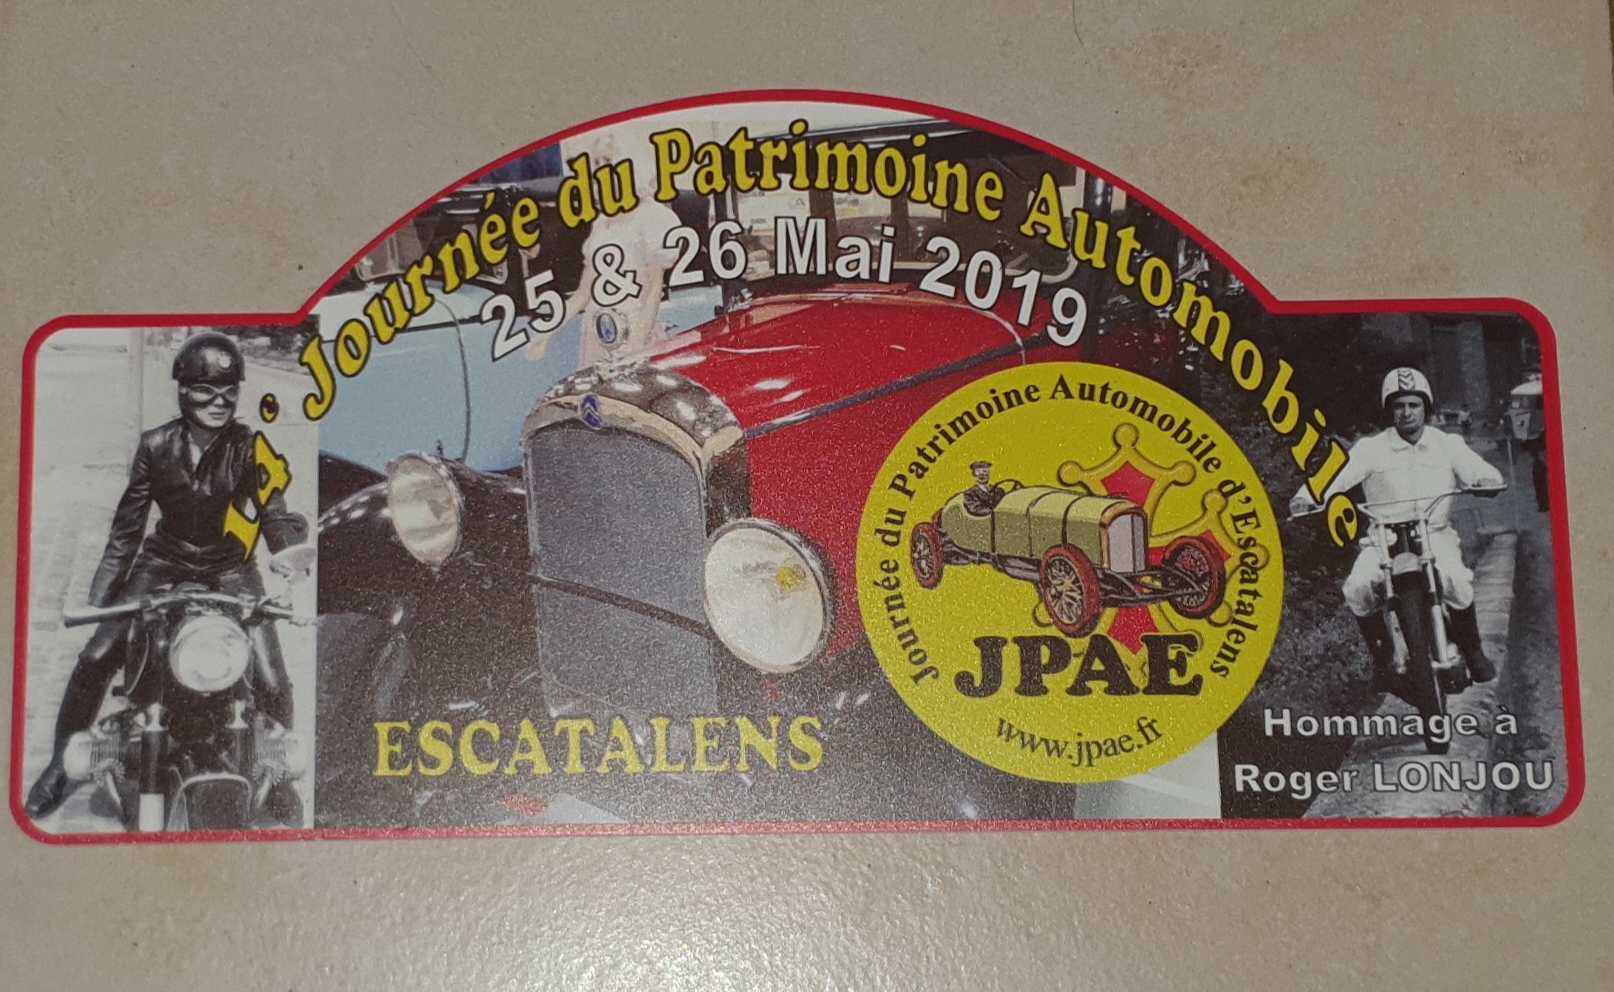 14° Journée du Patrimoine Automobile
25 & 26 Mai 2019
Journée du Patrimoine Automobile d'Escatalens
JPAE
www.jpae.fr
ESCATALENS
Hommage à
Roger LONJOU